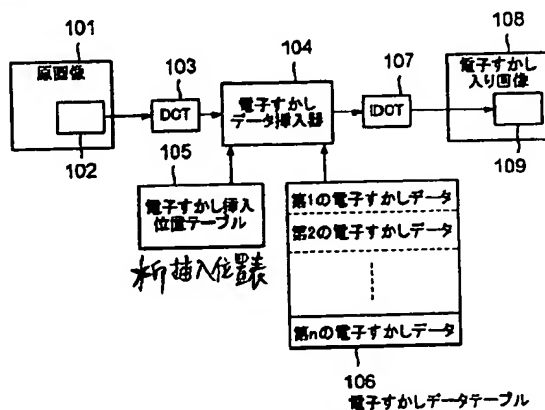 101
原画像
102
103
DCT
104
電子すかし
データ挿入器
105
電子すかし挿入
位置テーブル
水印插入位置表
107
IDCT
108
電子すかし
入り画像
109
第1の電子すかしデータ
第2の電子すかしデータ
第nの電子すかしデータ
106
電子すかしデータテーブル